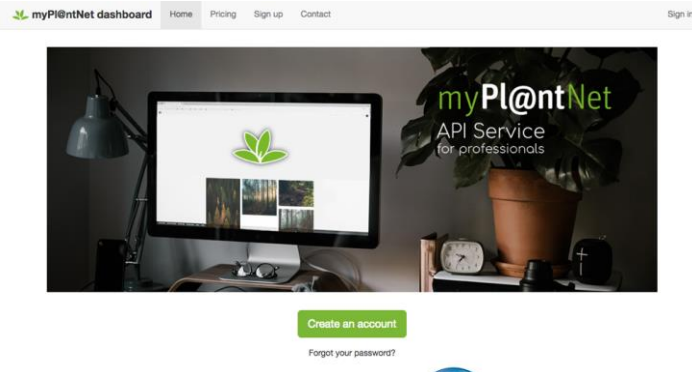 myPl@ntNet dashboard Home Pricing Sign up Contact Sign in
myPl@ntNet
API Service
for professionals
Create an account
Forgot your password?